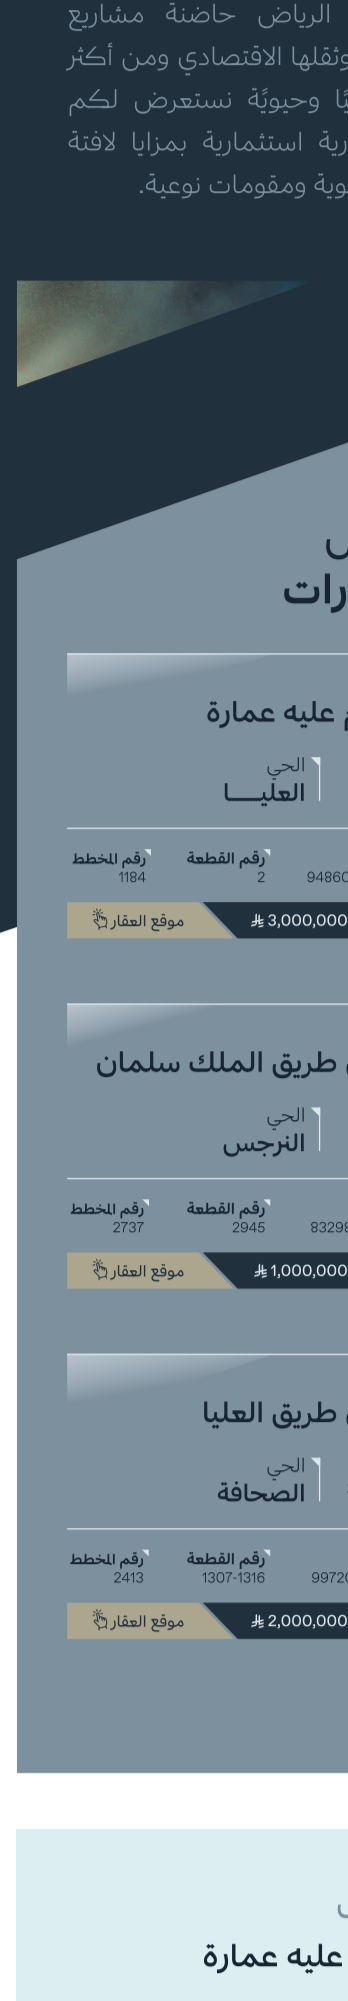 الرياض حاضنة مشاريع
وثقلها الاقتصادي ومن أكثر
وحيويًة نستعرض لكم
استثمارية بمزايا لافتة
ومقومات نوعية.
عليه عمارة
الحي
العليـــا
رقم القطعة رقم المخطط
94860 2 1184
3,000,000 موقع العقار
طريق الملك سلمان
الحي
النرجس
رقم القطعة رقم المخطط
83298 2945 2737
1,000,000 موقع العقار
طريق العليا
الحي
الصحافة
رقم القطعة رقم المخطط
99720 1307-1316 2413
2,000,000 موقع العقار
عليه عمارة